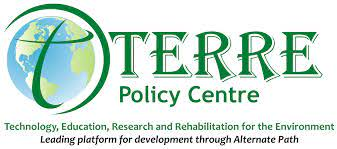 TERRE
Policy Centre
Technology, Education, Research and Rehabilitation for the Environment
Leading platform for development through Alternate Path